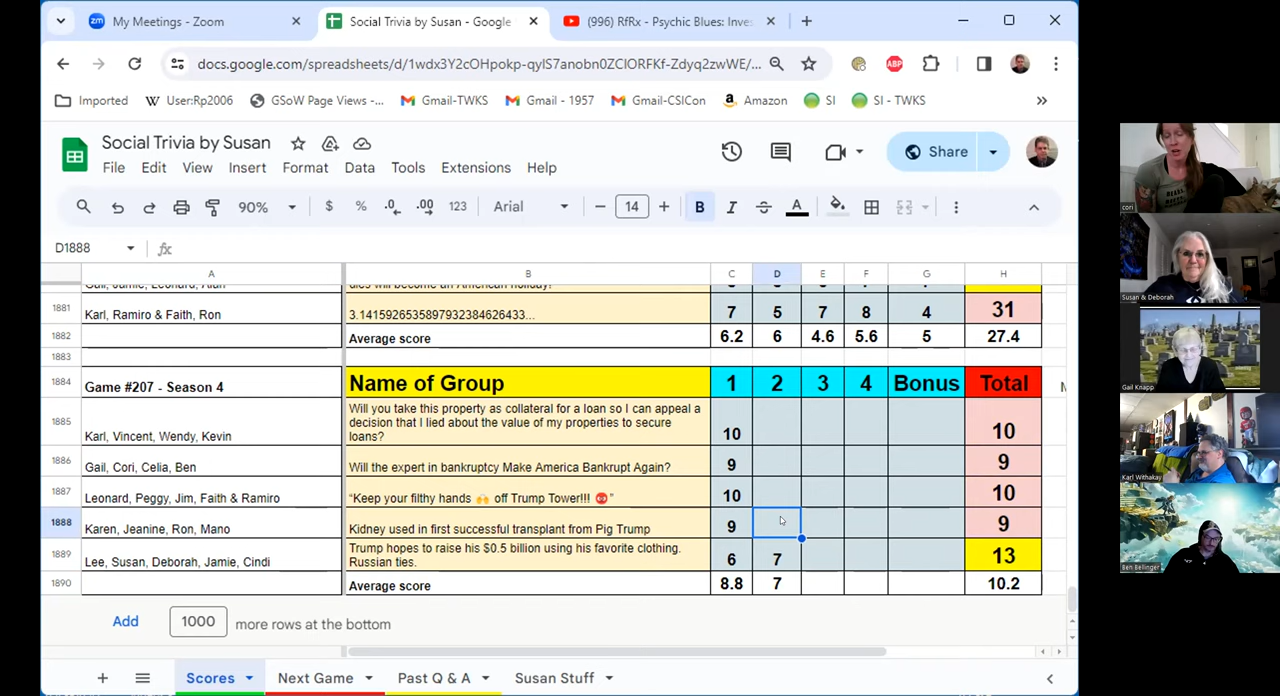 My Meetings - Zoom
Social Trivia by Susan - Google
(996) RfRx - Psychic Blues: Inves
docs.google.com/spreadsheets/d/1wdx3Y2cOHpokp-qylS7anobn0ZClORFKf-Zdyq2zwWE/...
Imported
User:Rp2006
GSoW Page Views -...
Gmail-TWKS
Gmail - 1957
Gmail-CSICon
Amazon
SI
SI - TWKS
Social Trivia by Susan
File Edit View Insert Format Data Tools Extensions Help
Share
90% $ % .0 .00 123 Arial 14 B I A
D1888 fx
A B C D E F G H
1881 Karl, Ramiro & Faith, Ron 3.1415926535897932384626433... 7 5 7 8 4 31
1882 Average score 6.2 6 4.6 5.6 5 27.4
1883
1884 Game #207 - Season 4 Name of Group 1 2 3 4 Bonus Total
Will you take this property as collateral for a loan so I can appeal a
decision that I lied about the value of my properties to secure
1885 Karl, Vincent, Wendy, Kevin loans? 10 10
1886 Gail, Cori, Celia, Ben Will the expert in bankruptcy Make America Bankrupt Again? 9 9
1887 Leonard, Peggy, Jim, Faith & Ramiro “Keep your filthy hands 🙌 off Trump Tower!!! ⛔” 10 10
1888 Karen, Jeanine, Ron, Mano Kidney used in first successful transplant from Pig Trump 9 9
Trump hopes to raise his $0.5 billion using his favorite clothing.
1889 Lee, Susan, Deborah, Jamie, Cindi Russian ties. 6 7 13
1890 Average score 8.8 7 10.2
Add 1000 more rows at the bottom
Scores Next Game Past Q & A Susan Stuff
cori
Susan & Deborah
Gail Knapp
Karl Withakay
Ben Bellinger